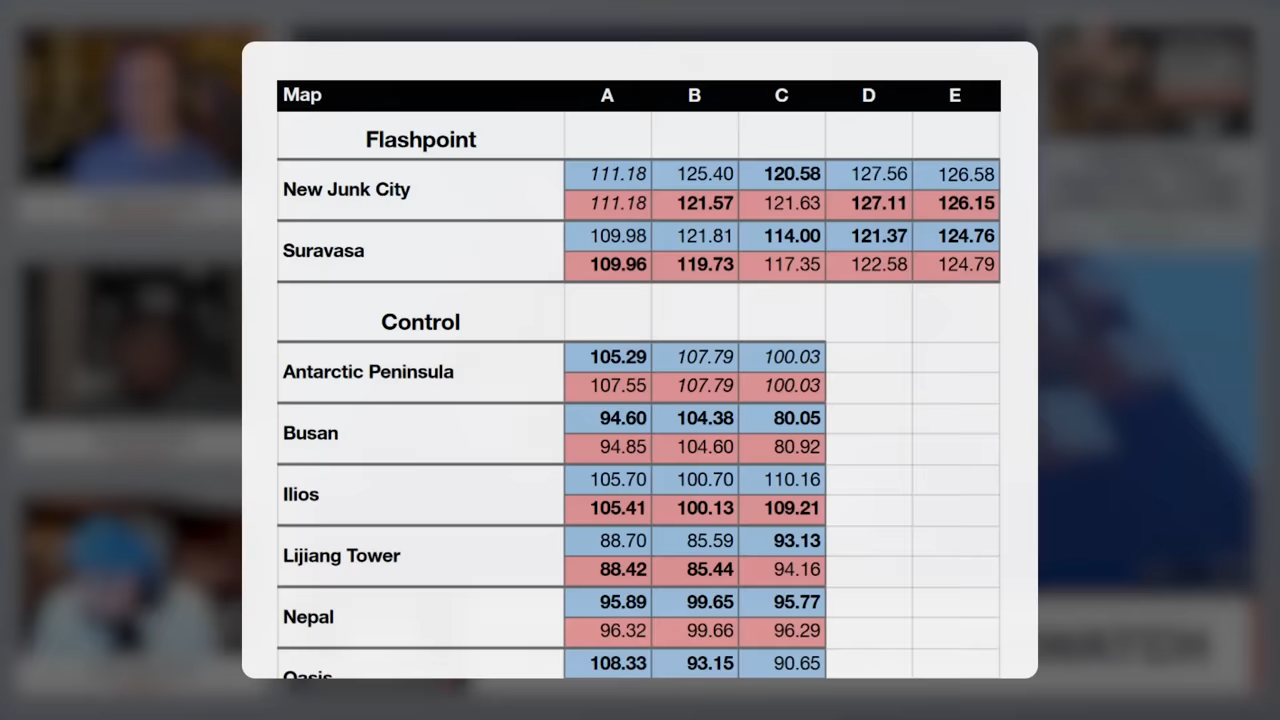 Map A B C D E
Flashpoint
New Junk City
111.18 125.40 120.58 127.56 126.58
111.18 121.57 121.63 127.11 126.15
Suravasa
109.98 121.81 114.00 121.37 124.76
109.96 119.73 117.35 122.58 124.79
Control
Antarctic Peninsula
105.29 107.79 100.03
107.55 107.79 100.03
Busan
94.60 104.38 80.05
94.85 104.60 80.92
Ilios
105.70 100.70 110.16
105.41 100.13 109.21
Lijiang Tower
88.70 85.59 93.13
88.42 85.44 94.16
Nepal
95.89 99.65 95.77
96.32 99.66 96.29
Oasis
108.33 93.15 90.65